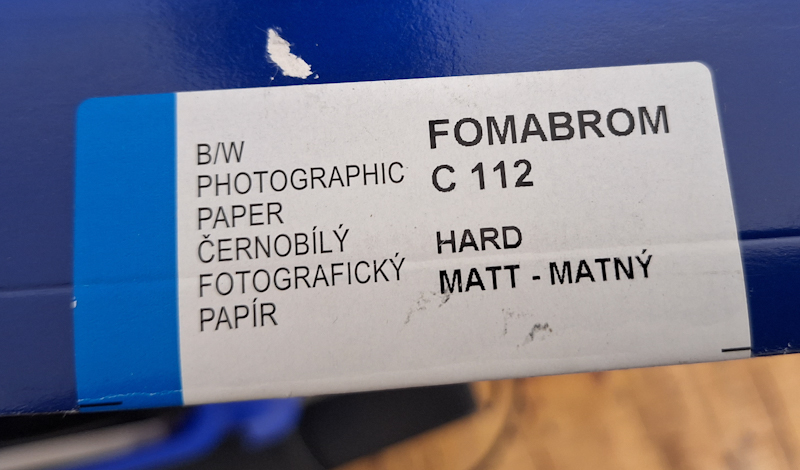 B/W
PHOTOGRAPHIC
PAPER
ČERNOBÍLÝ
FOTOGRAFICKÝ
PAPÍR
FOMABROM
C 112
HARD
MATT - MATNÝ